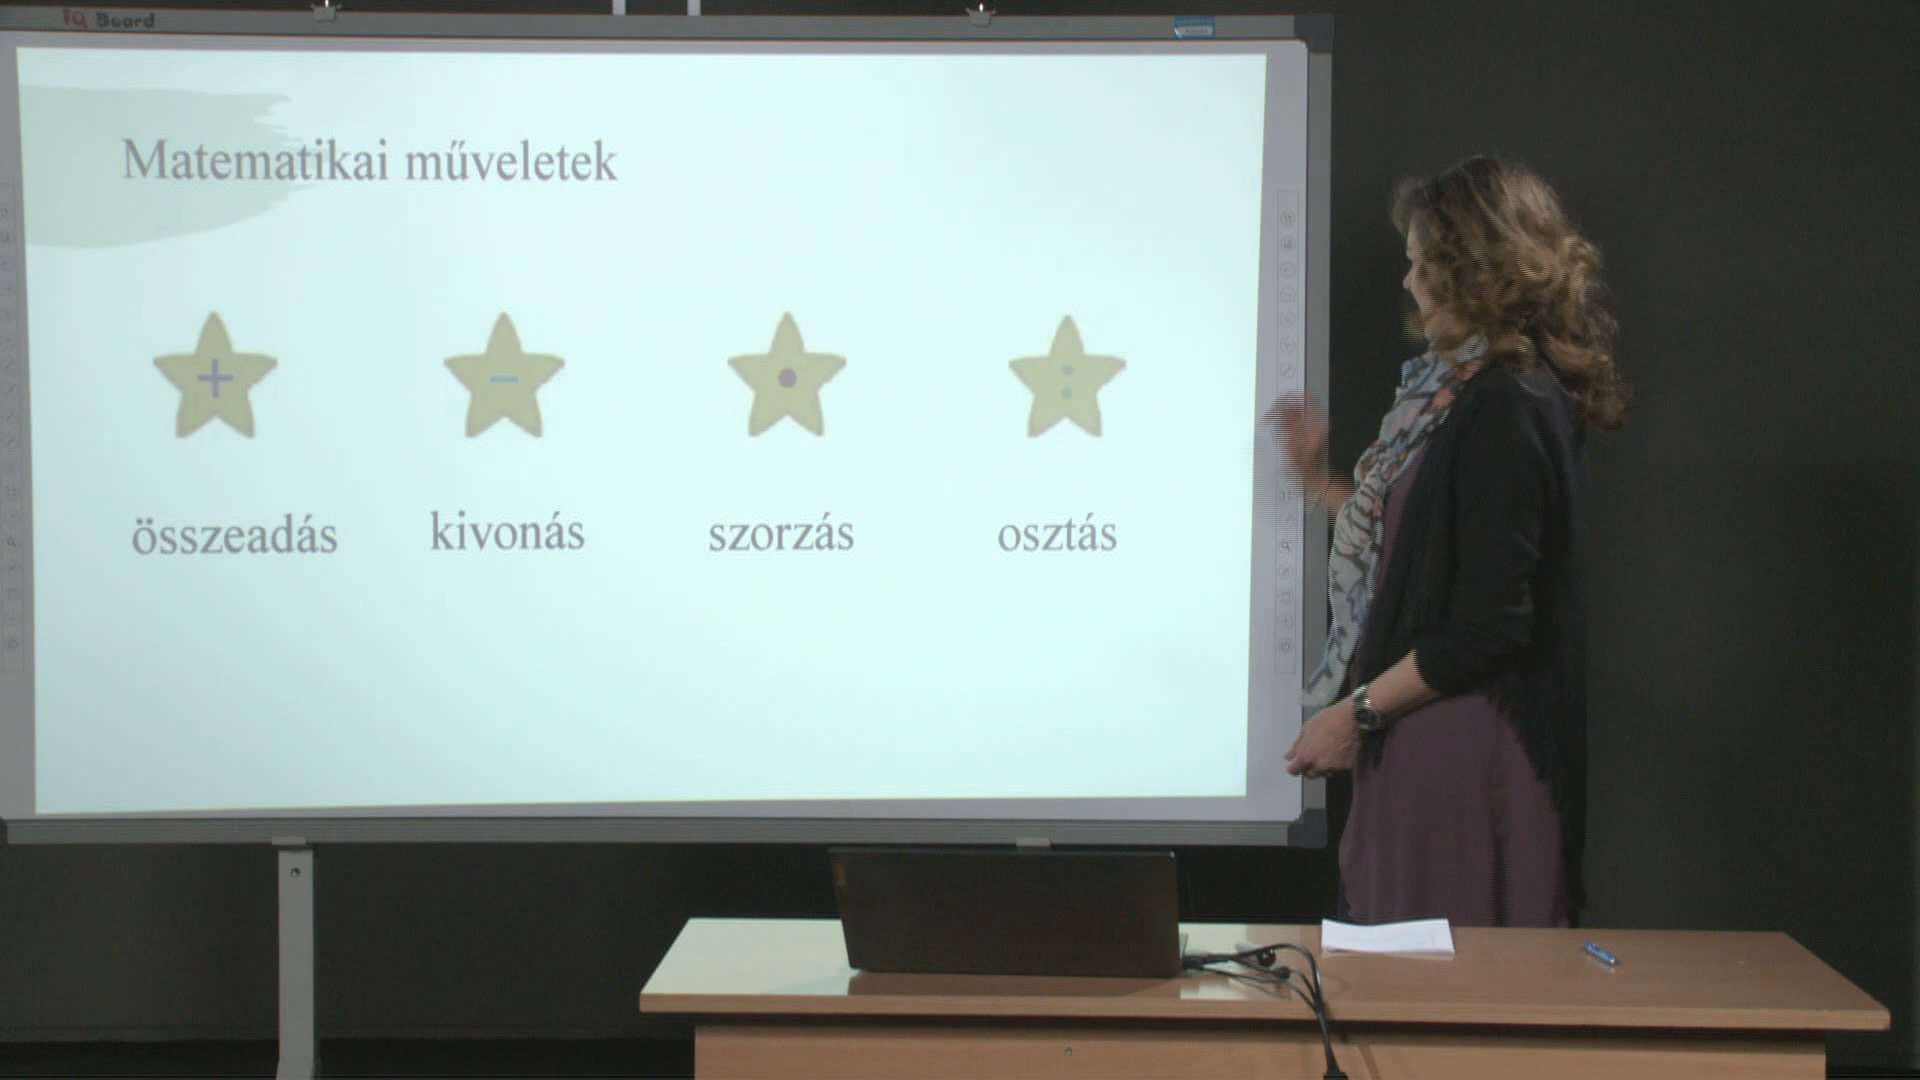 iQ Board
Matematikai műveletek
+ − • :
összeadás kivonás szorzás osztás